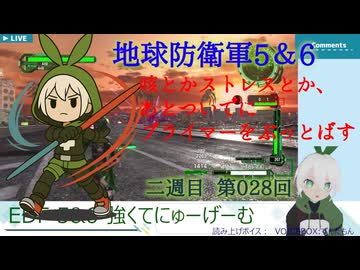 LIVE
地球防衛軍5＆6
Comments
咳とかストレスとか、
あとついでに
プライマーをぶっとばす
二週目 第028回
強くてにゅーげーむ
読み上げボイス：